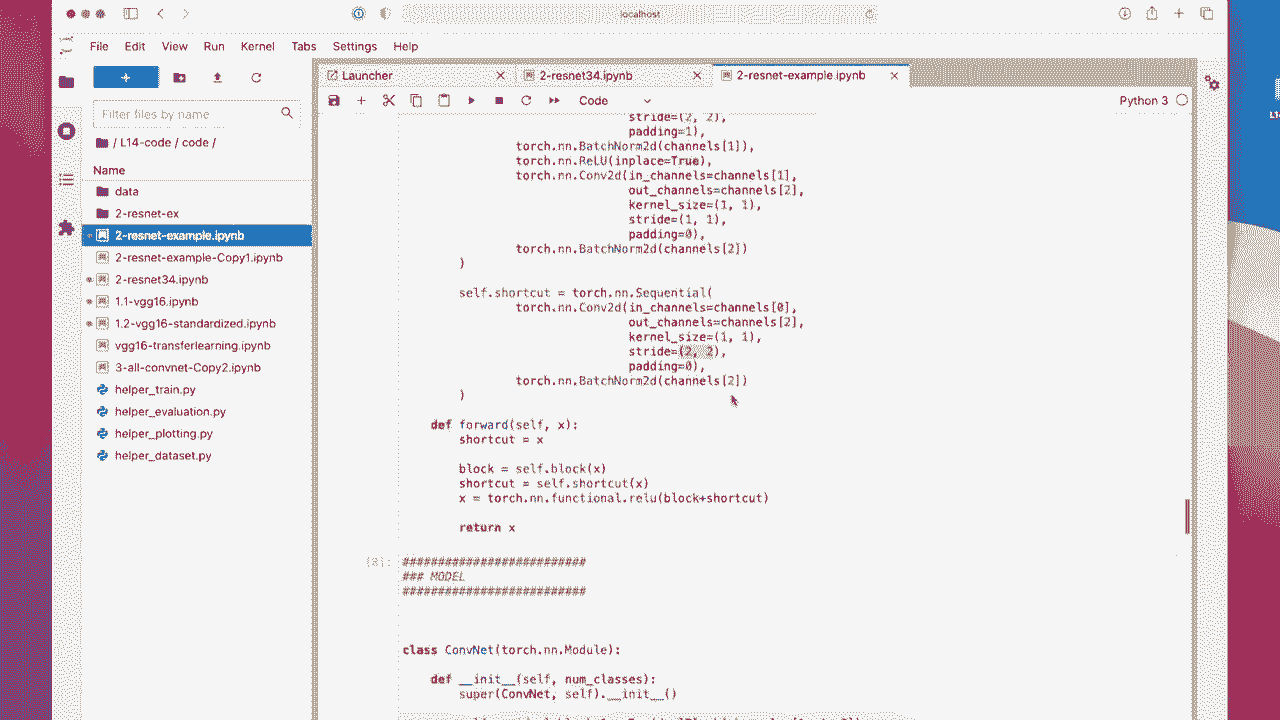 localhost
File Edit View Run Kernel Tabs Settings Help
Launcher
2-resnet34.ipynb
2-resnet-example.ipynb
Code
Python 3
Filter files by name
/ L14-code / code /
Name
data
2-resnet-ex
2-resnet-example.ipynb
2-resnet-example-Copy1.ipynb
2-resnet34.ipynb
1.1-vgg16.ipynb
1.2-vgg16-standardized.ipynb
vgg16-transferlearning.ipynb
3-all-convnet-Copy2.ipynb
helper_train.py
helper_evaluation.py
helper_plotting.py
helper_dataset.py
stride=(2, 2),
padding=1),
torch.nn.BatchNorm2d(channels[1]),
torch.nn.ReLU(inplace=True),
torch.nn.Conv2d(in_channels=channels[1],
out_channels=channels[2],
kernel_size=(1, 1),
stride=(1, 1),
padding=0),
torch.nn.BatchNorm2d(channels[2])
)
self.shortcut = torch.nn.Sequential(
torch.nn.Conv2d(in_channels=channels[0],
out_channels=channels[2],
kernel_size=(1, 1),
stride=(2, 2),
padding=0),
torch.nn.BatchNorm2d(channels[2])
)
def forward(self, x):
shortcut = x
block = self.block(x)
shortcut = self.shortcut(x)
x = torch.nn.functional.relu(block+shortcut)
return x
##########################
### MODEL
##########################
class ConvNet(torch.nn.Module):
def __init__(self, num_classes):
super(ConvNet, self).__init__()